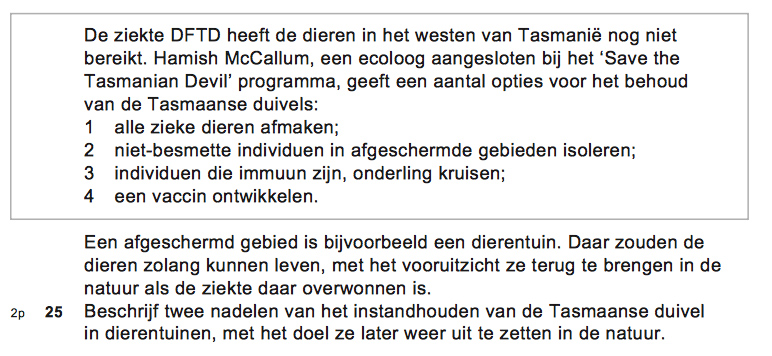 De ziekte DFTD heeft de dieren in het westen van Tasmanië nog niet
bereikt. Hamish McCallum, een ecoloog aangesloten bij het ‘Save the
Tasmanian Devil’ programma, geeft een aantal opties voor het behoud
van de Tasmaanse duivels:
1 alle zieke dieren afmaken;
2 niet-besmette individuen in afgeschermde gebieden isoleren;
3 individuen die immuun zijn, onderling kruisen;
4 een vaccin ontwikkelen.
Een afgeschermd gebied is bijvoorbeeld een dierentuin. Daar zouden de
dieren zolang kunnen leven, met het vooruitzicht ze terug te brengen in de
natuur als de ziekte daar overwonnen is.
2p 25 Beschrijf twee nadelen van het instandhouden van de Tasmaanse duivel
in dierentuinen, met het doel ze later weer uit te zetten in de natuur.